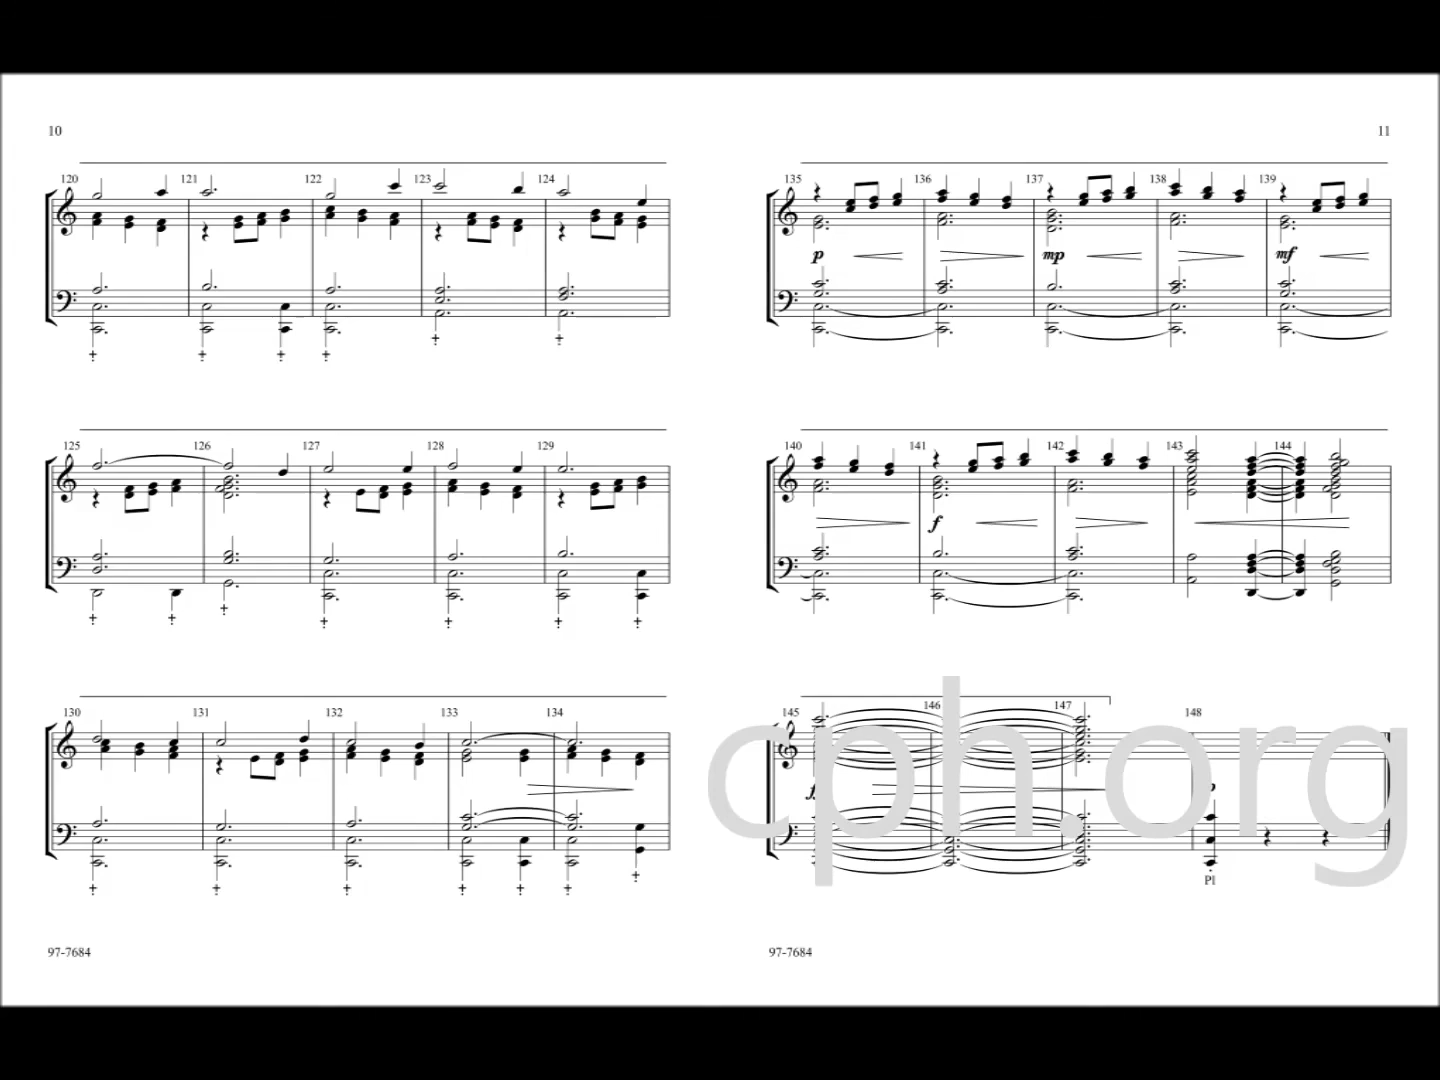 10
120 121 122 123 124
125 126 127 128 129
130 131 132 133 134
97-7684
11
135 136 137 138 139
p mp mf
140 141 142 143 144
f
145 146 147 148
p
Pl
cph.org
97-7684